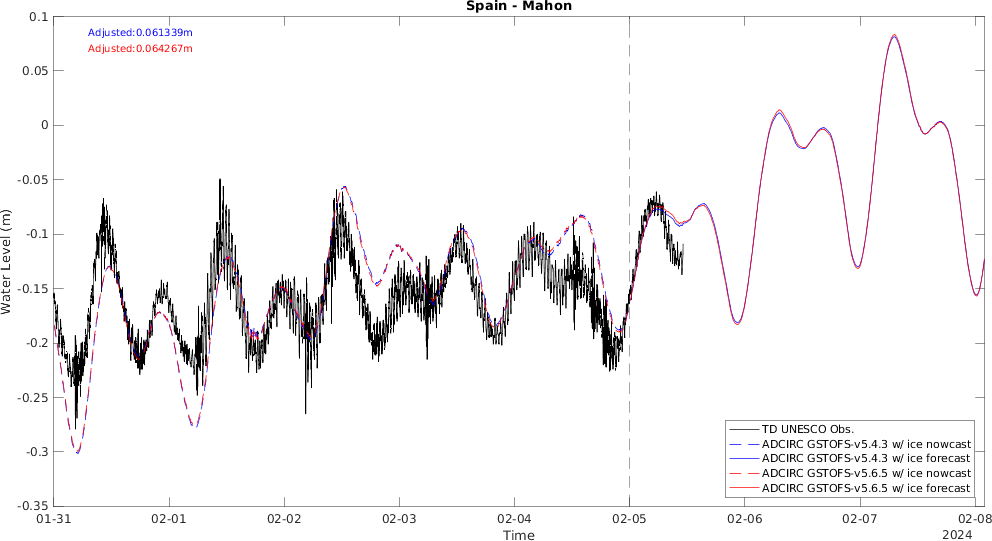 Spain - Mahon
Adjusted:0.061339m
Adjusted:0.064267m
0.1
0.05
0
-0.05
-0.1
-0.15
-0.2
-0.25
-0.3
-0.35
Water Level (m)
TD UNESCO Obs.
ADCIRC GSTOFS-v5.4.3 w/ ice nowcast
ADCIRC GSTOFS-v5.4.3 w/ ice forecast
ADCIRC GSTOFS-v5.6.5 w/ ice nowcast
ADCIRC GSTOFS-v5.6.5 w/ ice forecast
01-31 02-01 02-02 02-03 02-04 02-05 02-06 02-07 02-08
Time
2024